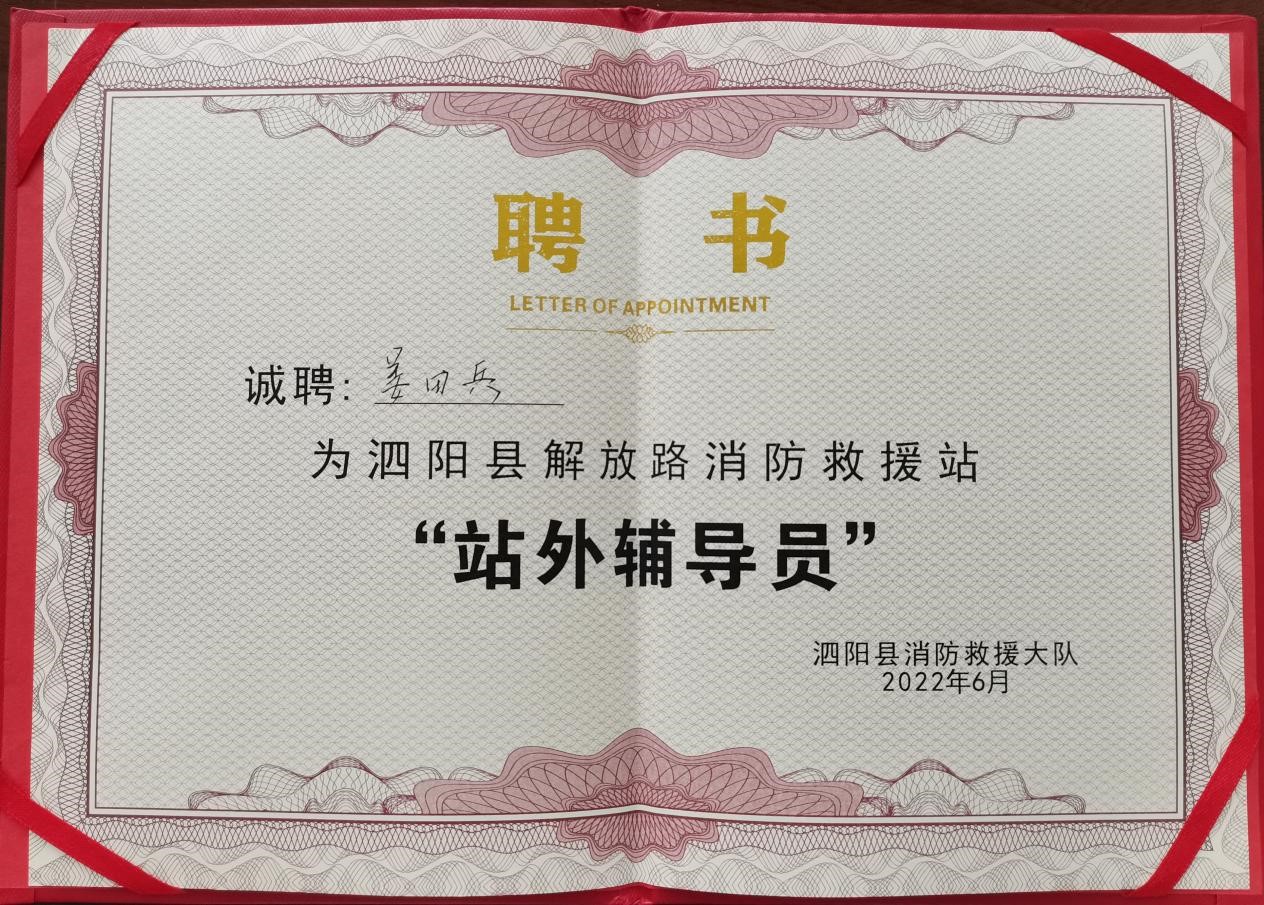 聘书
LETTER OF APPOINTMENT
诚聘: 姜田兵
为泗阳县解放路消防救援站
“站外辅导员”
泗阳县消防救援大队
2022年6月